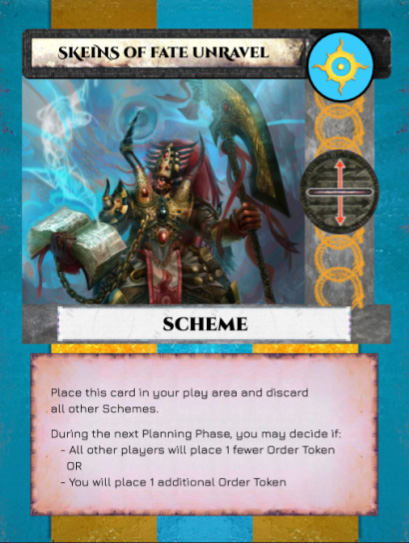 SKEINS OF FATE UNRAVEL
SCHEME
Place this card in your play area and discard
all other Schemes.
During the next Planning Phase, you may decide if:
- All other players will place 1 fewer Order Token
OR
- You will place 1 additional Order Token